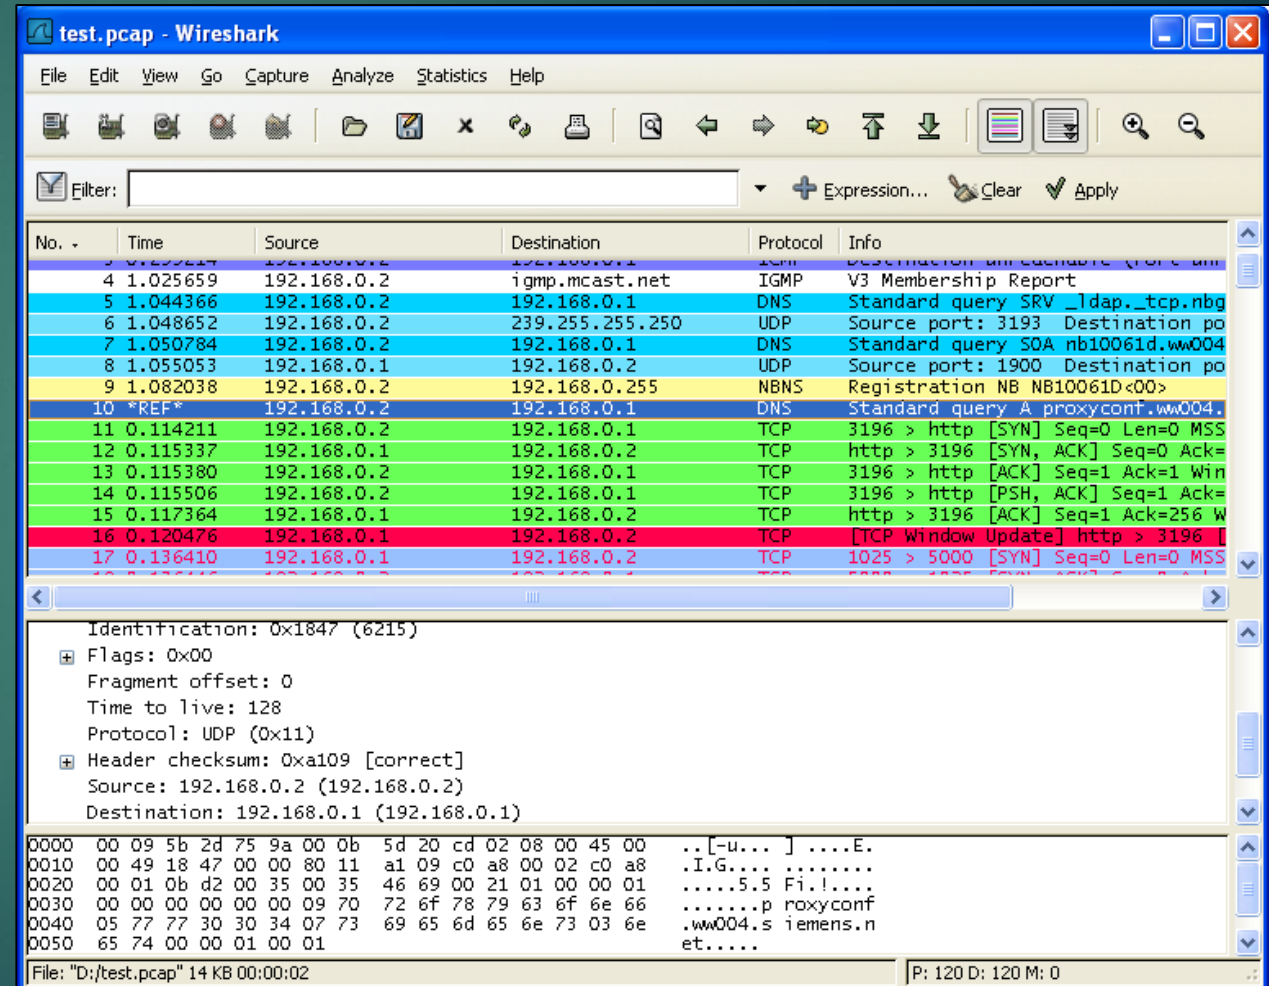 test.pcap - Wireshark
File Edit View Go Capture Analyze Statistics Help
Filter: Expression... Clear Apply
No. Time Source Destination Protocol Info
3 0.299214 192.168.0.2 192.168.0.1 ICMP Destination unreachable (Port unr
4 1.025659 192.168.0.2 igmp.mcast.net IGMP V3 Membership Report
5 1.044366 192.168.0.2 192.168.0.1 DNS Standard query SRV _ldap._tcp.nbg
6 1.048652 192.168.0.2 239.255.255.250 UDP Source port: 3193 Destination po
7 1.050784 192.168.0.2 192.168.0.1 DNS Standard query SOA nb10061d.ww004
8 1.055053 192.168.0.1 192.168.0.2 UDP Source port: 1900 Destination po
9 1.082038 192.168.0.2 192.168.0.255 NBNS Registration NB NB10061D<00>
10 *REF* 192.168.0.2 192.168.0.1 DNS Standard query A proxyconf.ww004.
11 0.114211 192.168.0.2 192.168.0.1 TCP 3196 > http [SYN] Seq=0 Len=0 MSS
12 0.115337 192.168.0.1 192.168.0.2 TCP http > 3196 [SYN, ACK] Seq=0 Ack=
13 0.115380 192.168.0.2 192.168.0.1 TCP 3196 > http [ACK] Seq=1 Ack=1 Win
14 0.115506 192.168.0.2 192.168.0.1 TCP 3196 > http [PSH, ACK] Seq=1 Ack=
15 0.117364 192.168.0.1 192.168.0.2 TCP http > 3196 [ACK] Seq=1 Ack=256 W
16 0.120476 192.168.0.1 192.168.0.2 TCP [TCP Window Update] http > 3196 [
17 0.136410 192.168.0.1 192.168.0.2 TCP 1025 > 5000 [SYN] Seq=0 Len=0 MSS
Identification: 0x1847 (6215)
Flags: 0x00
Fragment offset: 0
Time to live: 128
Protocol: UDP (0x11)
Header checksum: 0xa109 [correct]
Source: 192.168.0.2 (192.168.0.2)
Destination: 192.168.0.1 (192.168.0.1)
0000 00 09 5b 2d 75 9a 00 0b 5d 20 cd 02 08 00 45 00 ..[-u... ] ....E.
0010 00 49 18 47 00 00 80 11 a1 09 c0 a8 00 02 c0 a8 .I.G.... ........
0020 00 01 0b d2 00 35 00 35 46 69 00 21 01 00 00 01 .....5.5 Fi.!....
0030 00 00 00 00 00 00 09 70 72 6f 78 79 63 6f 6e 66 .......p roxyconf
0040 05 77 77 30 30 34 07 73 69 65 6d 65 6e 73 03 6e .ww004.s iemens.n
0050 65 74 00 00 01 00 01 et.....
File: "D:/test.pcap" 14 KB 00:00:02 P: 120 D: 120 M: 0